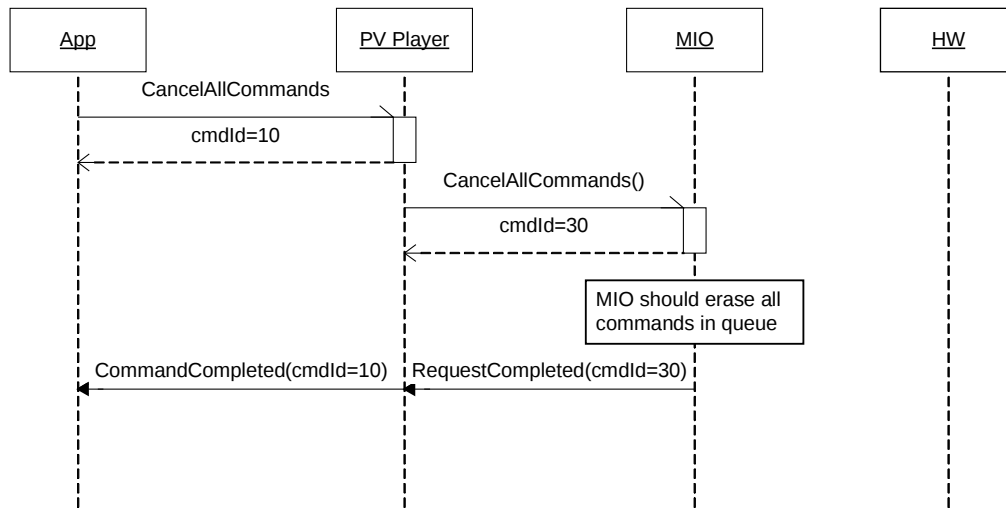 App
PV Player
MIO
HW
CancelAllCommands
cmdId=10
CancelAllCommands()
cmdId=30
MIO should erase all
commands in queue
CommandCompleted(cmdId=10)
RequestCompleted(cmdId=30)